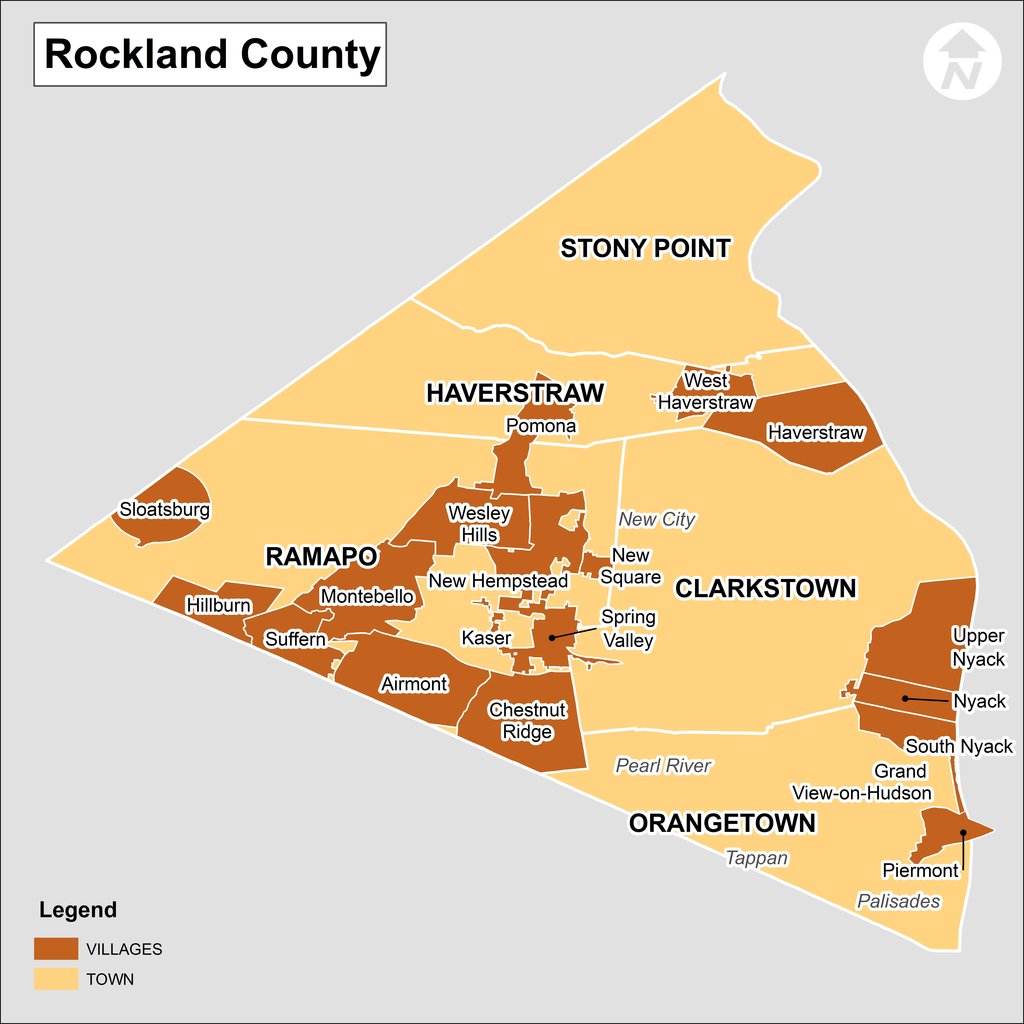 Rockland County
N
STONY POINT
HAVERSTRAW
West
Haverstraw
Pomona
Haverstraw
Sloatsburg
Wesley
Hills
New City
RAMAPO
New
Square
New Hempstead
CLARKSTOWN
Montebello
Hillburn
Spring
Valley
Suffern
Kaser
Upper
Nyack
Airmont
Nyack
Chestnut
Ridge
South Nyack
Pearl River
Grand
View-on-Hudson
ORANGETOWN
Tappan
Piermont
Palisades
Legend
VILLAGES
TOWN